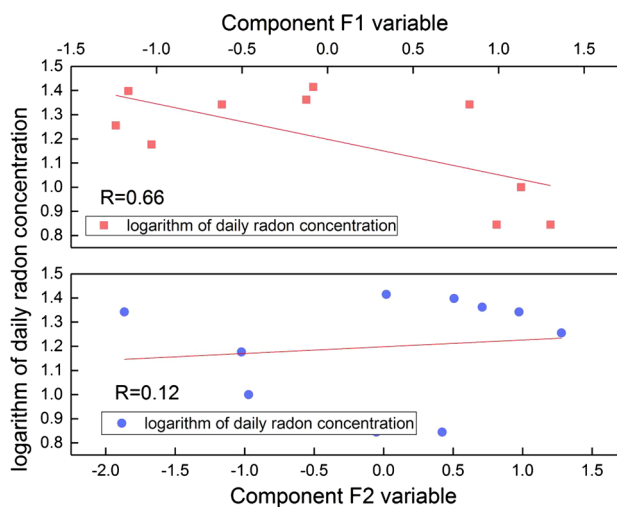 Component F1 variable
-1.5 -1.0 -0.5 0.0 0.5 1.0 1.5
1.5
1.4
1.3
1.2
1.1
1.0
0.9
0.8
R=0.66
logarithm of daily radon concentration
logarithm of daily radon concentration
1.5
1.4
1.3
1.2
1.1
1.0
0.9
0.8
R=0.12
logarithm of daily radon concentration
-2.0 -1.5 -1.0 -0.5 0.0 0.5 1.0 1.5
Component F2 variable